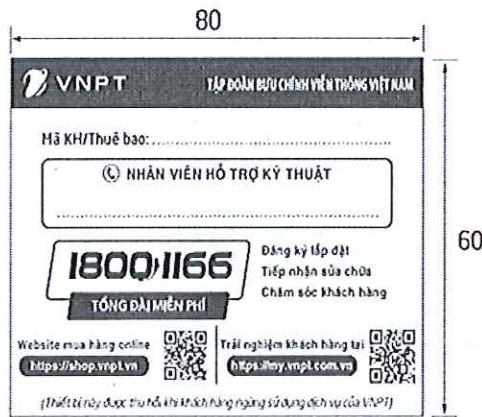 80
VNPT TẬP ĐOÀN BƯU CHÍNH VIỄN THÔNG VIỆT NAM
60
Mã KH/Thuê bao:
NHÂN VIÊN HỖ TRỢ KỸ THUẬT
18001166
TỔNG ĐÀI MIỄN PHÍ
Đăng ký lắp đặt
Tiếp nhận sửa chữa
Chăm sóc khách hàng
Website mua hàng online
https://shop.vnpt.vn
Trải nghiệm khách hàng tại
https://my.vnpt.com.vn
(Thiết bị này được thu hồi khi khách hàng ngừng sử dụng dịch vụ của VNPT)